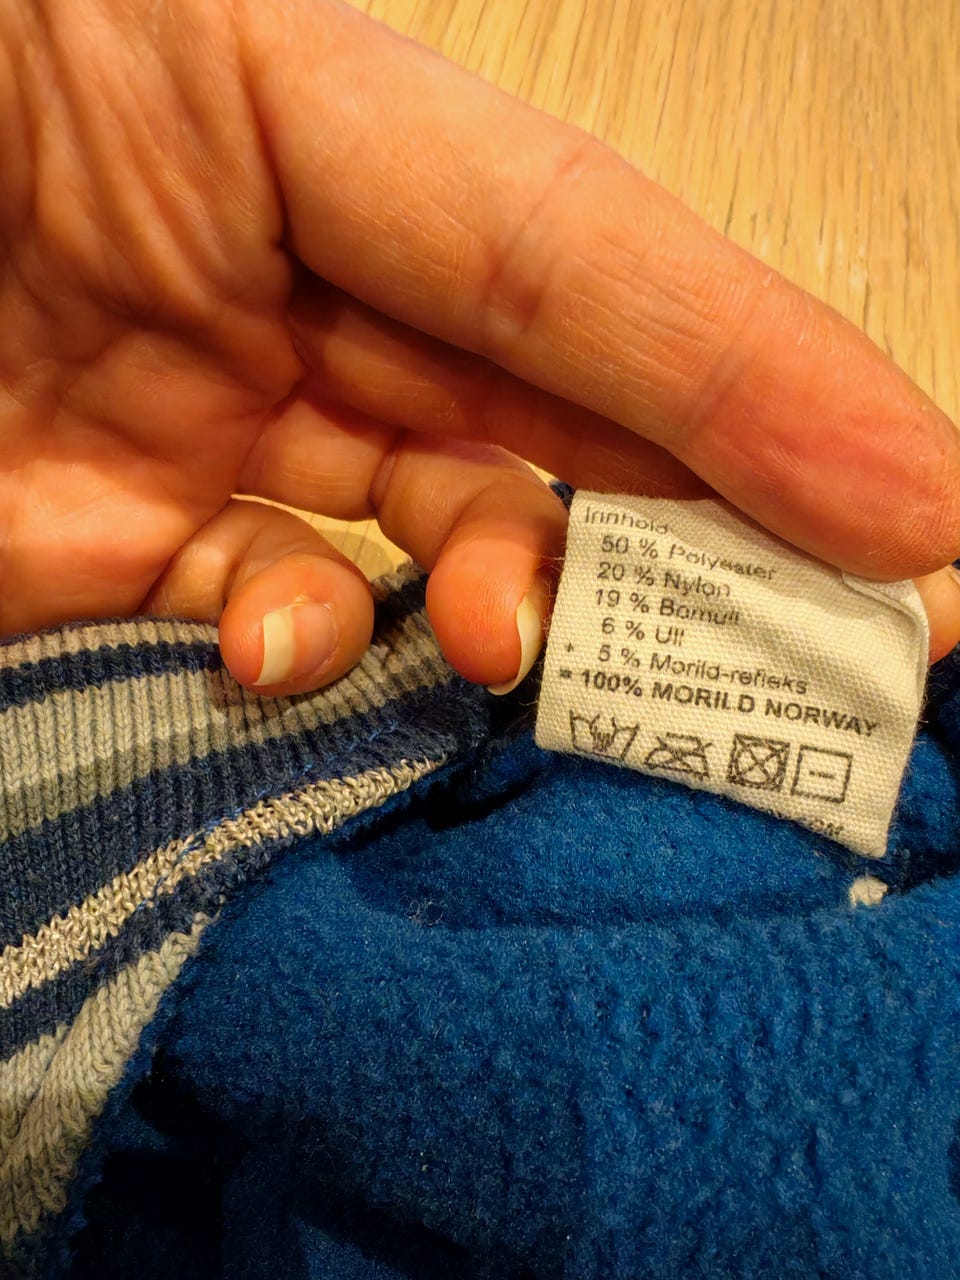 Innhold
50 % Polyester
20 % Nylon
19 % Bomull
6 % Ull
+ 5 % Morild-refleks
= 100% MORILD NORWAY